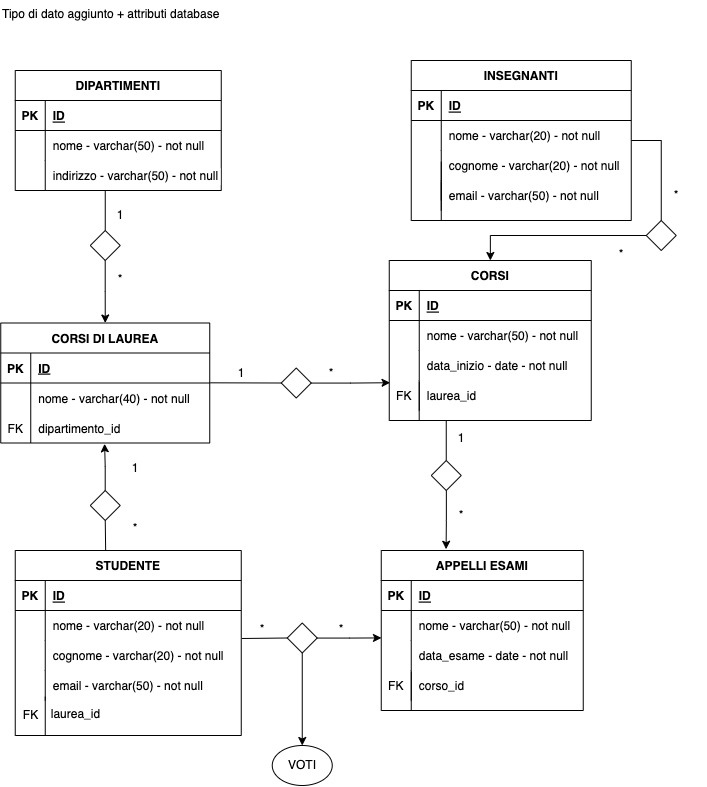 Tipo di dato aggiunto + attributi database
DIPARTIMENTI
PK ID
nome - varchar(50) - not null
indirizzo - varchar(50) - not null
INSEGNANTI
PK ID
nome - varchar(20) - not null
cognome - varchar(20) - not null
email - varchar(50) - not null
1
*
*
*
CORSI DI LAUREA
PK ID
nome - varchar(40) - not null
FK dipartimento_id
1
*
CORSI
PK ID
nome - varchar(50) - not null
data_inizio - date - not null
FK laurea_id
1
*
1
*
STUDENTE
PK ID
nome - varchar(20) - not null
cognome - varchar(20) - not null
email - varchar(50) - not null
FK laurea_id
*
*
APPELLI ESAMI
PK ID
nome - varchar(50) - not null
data_esame - date - not null
FK corso_id
VOTI